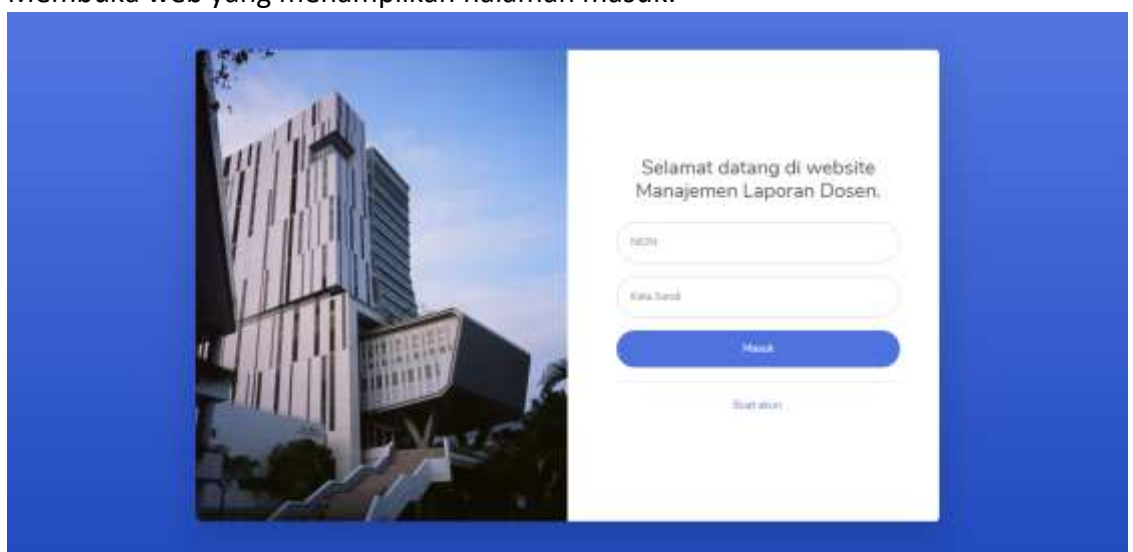 Membuka web yang menampilkan halaman masuk.
Selamat datang di website
Manajemen Laporan Dosen.
NIDN
Kata Sandi
Masuk
Buat akun